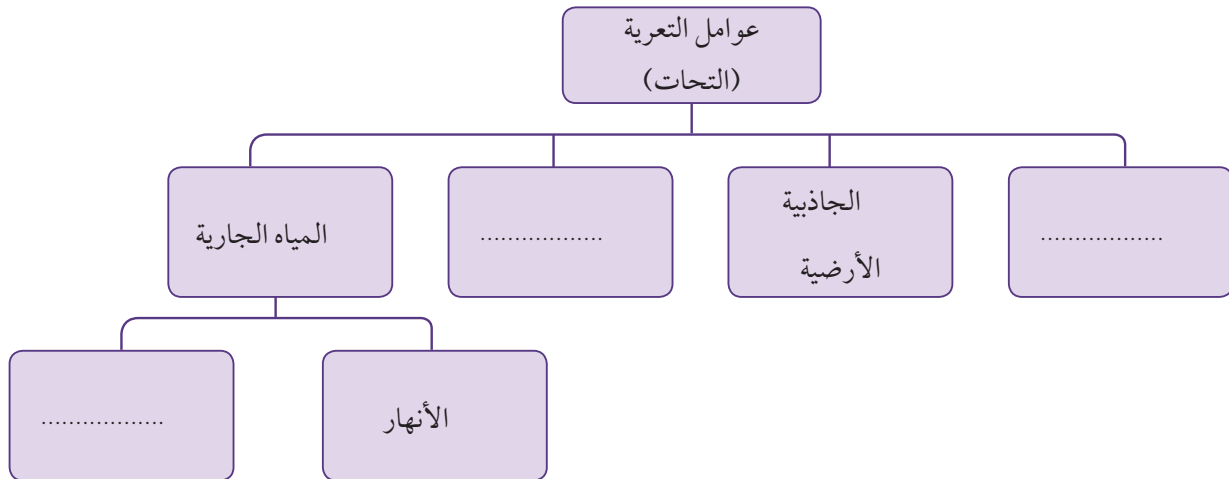 عوامل التعرية
(التحات)
.................
الجاذبية
الأرضية
.................
المياه الجارية
الأنهار
.................